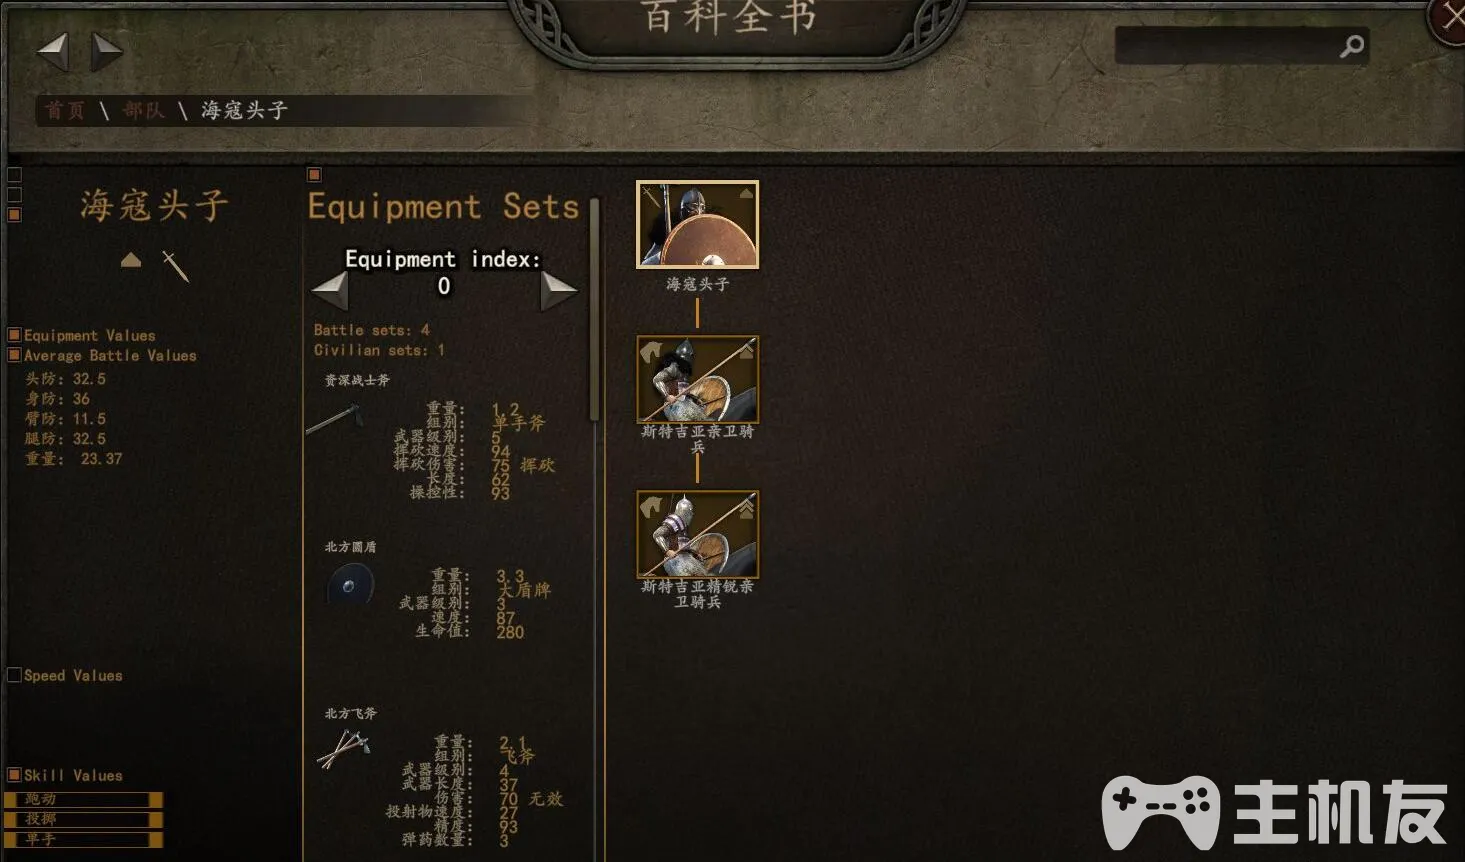 百科全书
首页 \ 部队 \ 海寇头子
海寇头子
Equipment Values
Average Battle Values
头防: 32.5
身防: 36
臂防: 11.5
腿防: 32.5
重量: 23.37
Speed Values
Skill Values
跑动
投掷
单手
Equipment Sets
Equipment index:
0
Battle sets: 4
Civilian sets: 1
资深战士斧
重量: 1.2
组别: 单手斧
武器级别: 5
挥砍速度: 94
挥砍伤害: 75 挥砍
长度: 62
操控性: 93
北方圆盾
重量: 3.3
组别: 大盾牌
武器级别: 3
速度: 87
生命值: 280
北方飞斧
重量: 2.1
组别: 飞斧
武器级别: 4
武器长度: 37
伤害: 70 无效
投射物速度: 27
精度: 93
弹药数量: 3
海寇头子
斯特吉亚亲卫骑
兵
斯特吉亚精锐亲
卫骑兵
主机友